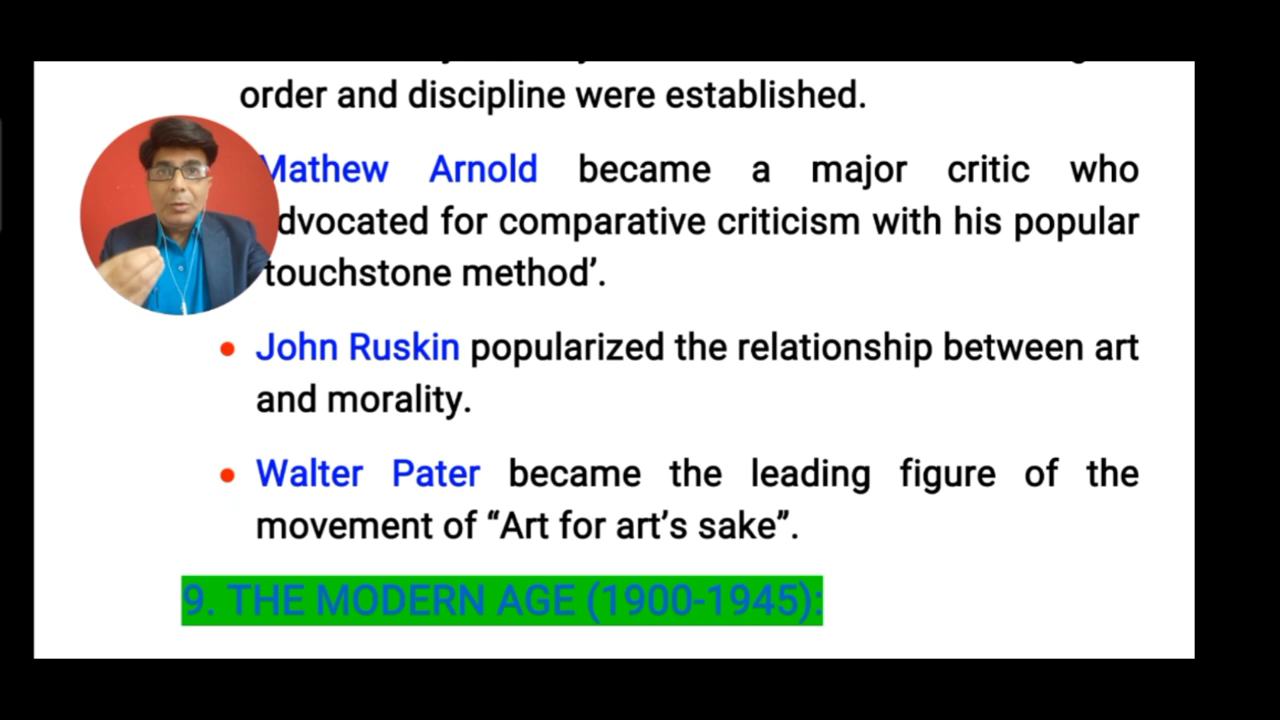 order and discipline were established.
Mathew Arnold became a major critic who
dvocated for comparative criticism with his popular
touchstone method’.
• John Ruskin popularized the relationship between art
and morality.
• Walter Pater became the leading figure of the
movement of “Art for art’s sake”.
9. THE MODERN AGE (1900-1945):